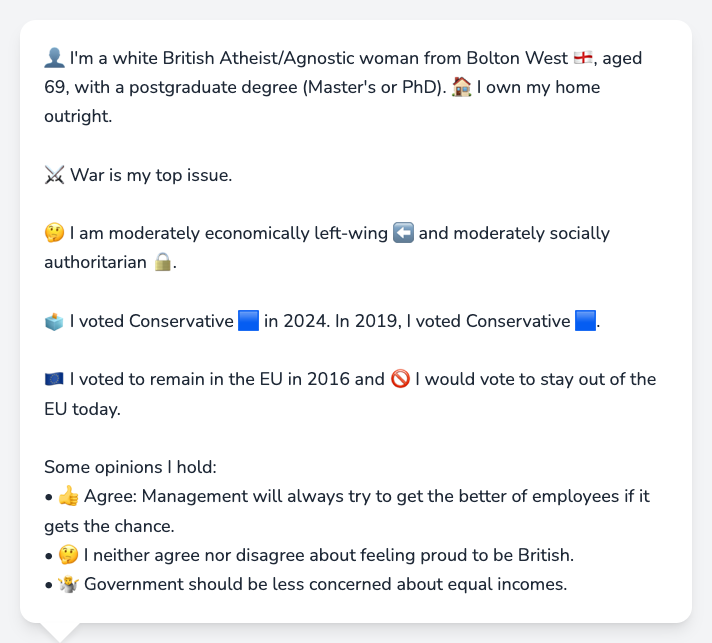 👤 I'm a white British Atheist/Agnostic woman from Bolton West 🏴󠁧󠁢󠁥󠁮󠁧󠁿, aged
69, with a postgraduate degree (Master's or PhD). 🏠 I own my home
outright.
⚔️ War is my top issue.
🤔 I am moderately economically left-wing ⬅️ and moderately socially
authoritarian 🔒.
🗳️ I voted Conservative 🟦 in 2024. In 2019, I voted Conservative 🟦.
🇪🇺 I voted to remain in the EU in 2016 and 🚫 I would vote to stay out of the
EU today.
Some opinions I hold:
• 👍 Agree: Management will always try to get the better of employees if it
gets the chance.
• 🤔 I neither agree nor disagree about feeling proud to be British.
• 🤷 Government should be less concerned about equal incomes.